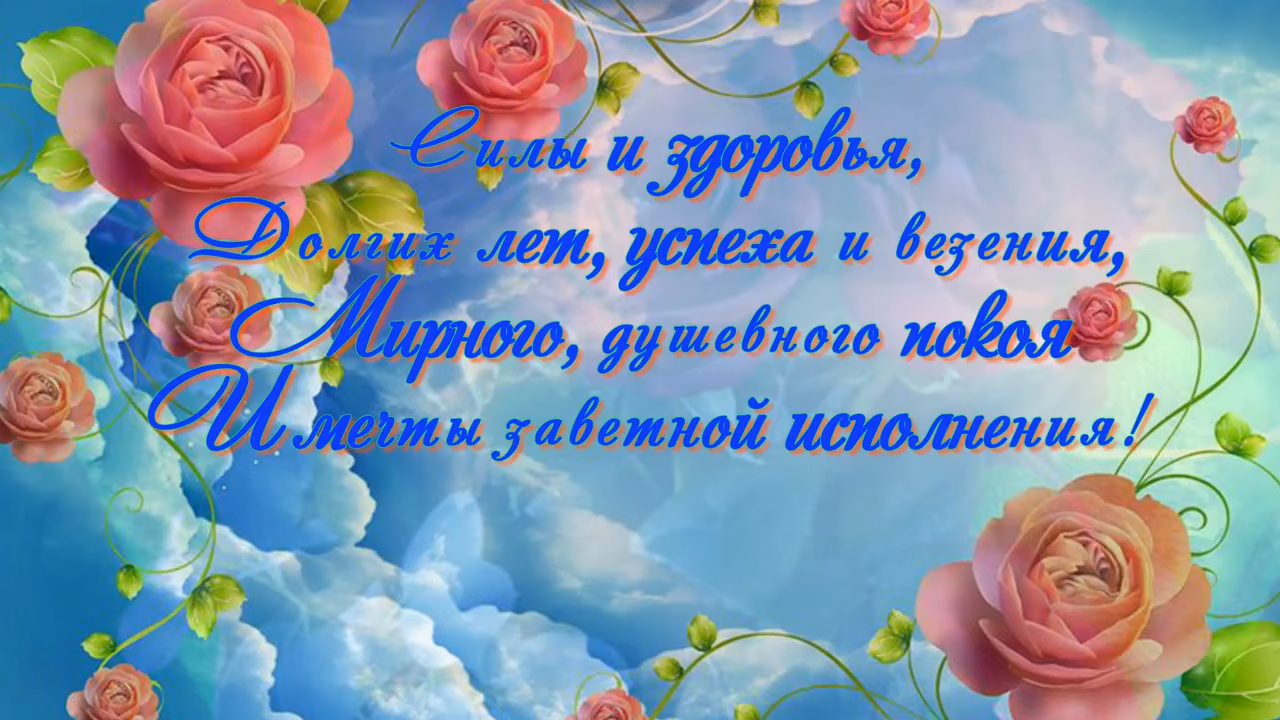 Силы и здоровья,
Долгих лет, успеха и везения,
Мирного, душевного покоя
И мечты заветной исполнения!